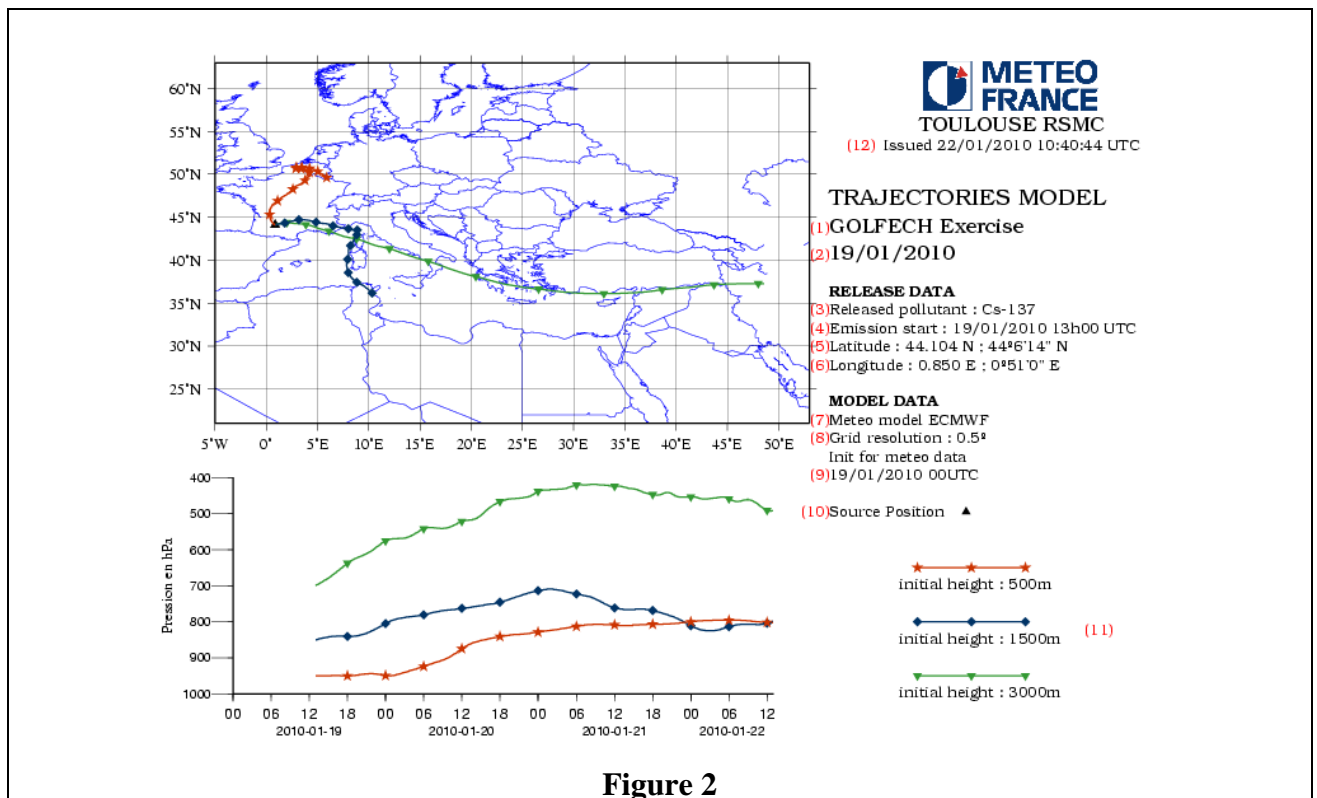 60°N
55°N
50°N
45°N
40°N
35°N
30°N
25°N
5°W 0° 5°E 10°E 15°E 20°E 25°E 30°E 35°E 40°E 45°E 50°E
METEO
FRANCE
TOULOUSE RSMC
(12) Issued 22/01/2010 10:40:44 UTC
TRAJECTORIES MODEL
(1) GOLFECH Exercise
(2) 19/01/2010
RELEASE DATA
(3) Released pollutant : Cs-137
(4) Emission start : 19/01/2010 13h00 UTC
(5) Latitude : 44.104 N ; 44º6'14" N
(6) Longitude : 0.850 E ; 0º51'0" E
MODEL DATA
(7) Meteo model ECMWF
(8) Grid resolution : 0.5º
Init for meteo data
(9) 19/01/2010 00UTC
(10) Source Position
initial height : 500m
initial height : 1500m (11)
initial height : 3000m
Pression en hPa
400
500
600
700
800
900
1000
00 06 12 18 00 06 12 18 00 06 12 18 00 06 12
2010-01-19 2010-01-20 2010-01-21 2010-01-22
Figure 2